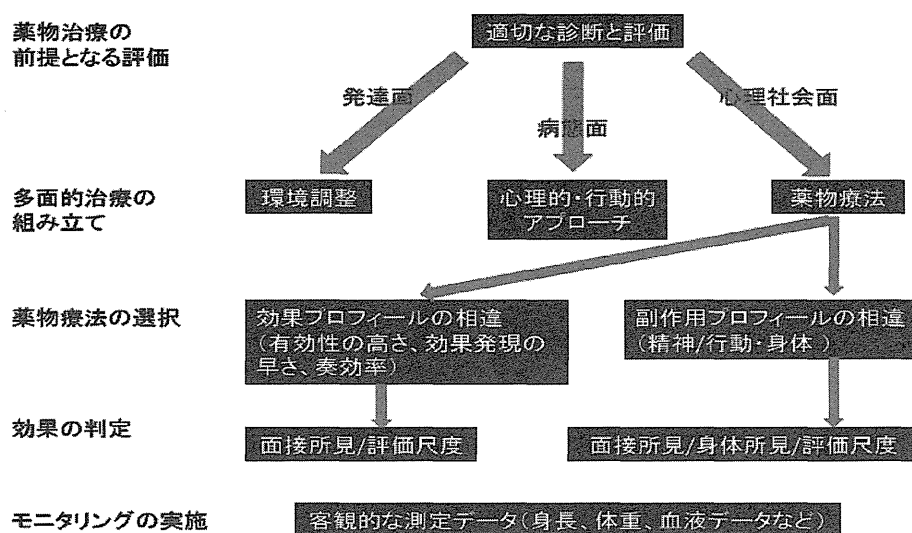 薬物治療の
前提となる評価
適切な診断と評価
発達面
病態面
心理社会面
多面的治療の
組み立て
環境調整
心理的・行動的
アプローチ
薬物療法
薬物療法の選択
効果プロフィールの相違
（有効性の高さ、効果発現の
早さ、奏効率）
副作用プロフィールの相違
（精神/行動・身体 ）
効果の判定
面接所見/評価尺度
面接所見/身体所見/評価尺度
モニタリングの実施
客観的な測定データ（身長、体重、血液データなど）